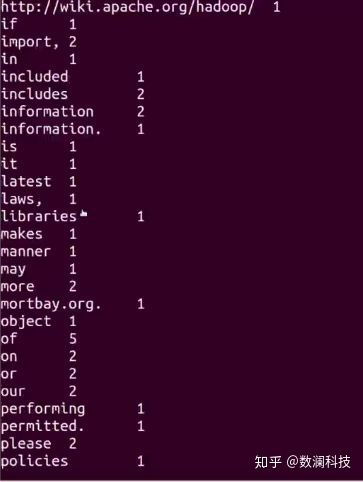 http://wiki.apache.org/hadoop/ 1
if 1
import, 2
in 1
included 1
includes 2
information 2
information. 1
is 1
it 1
latest 1
laws, 1
libraries 1
makes 1
manner 1
may 1
more 2
mortbay.org. 1
object 1
of 5
on 2
or 2
our 2
performing 1
permitted. 1
please 2
policies 1
知乎 @数澜科技